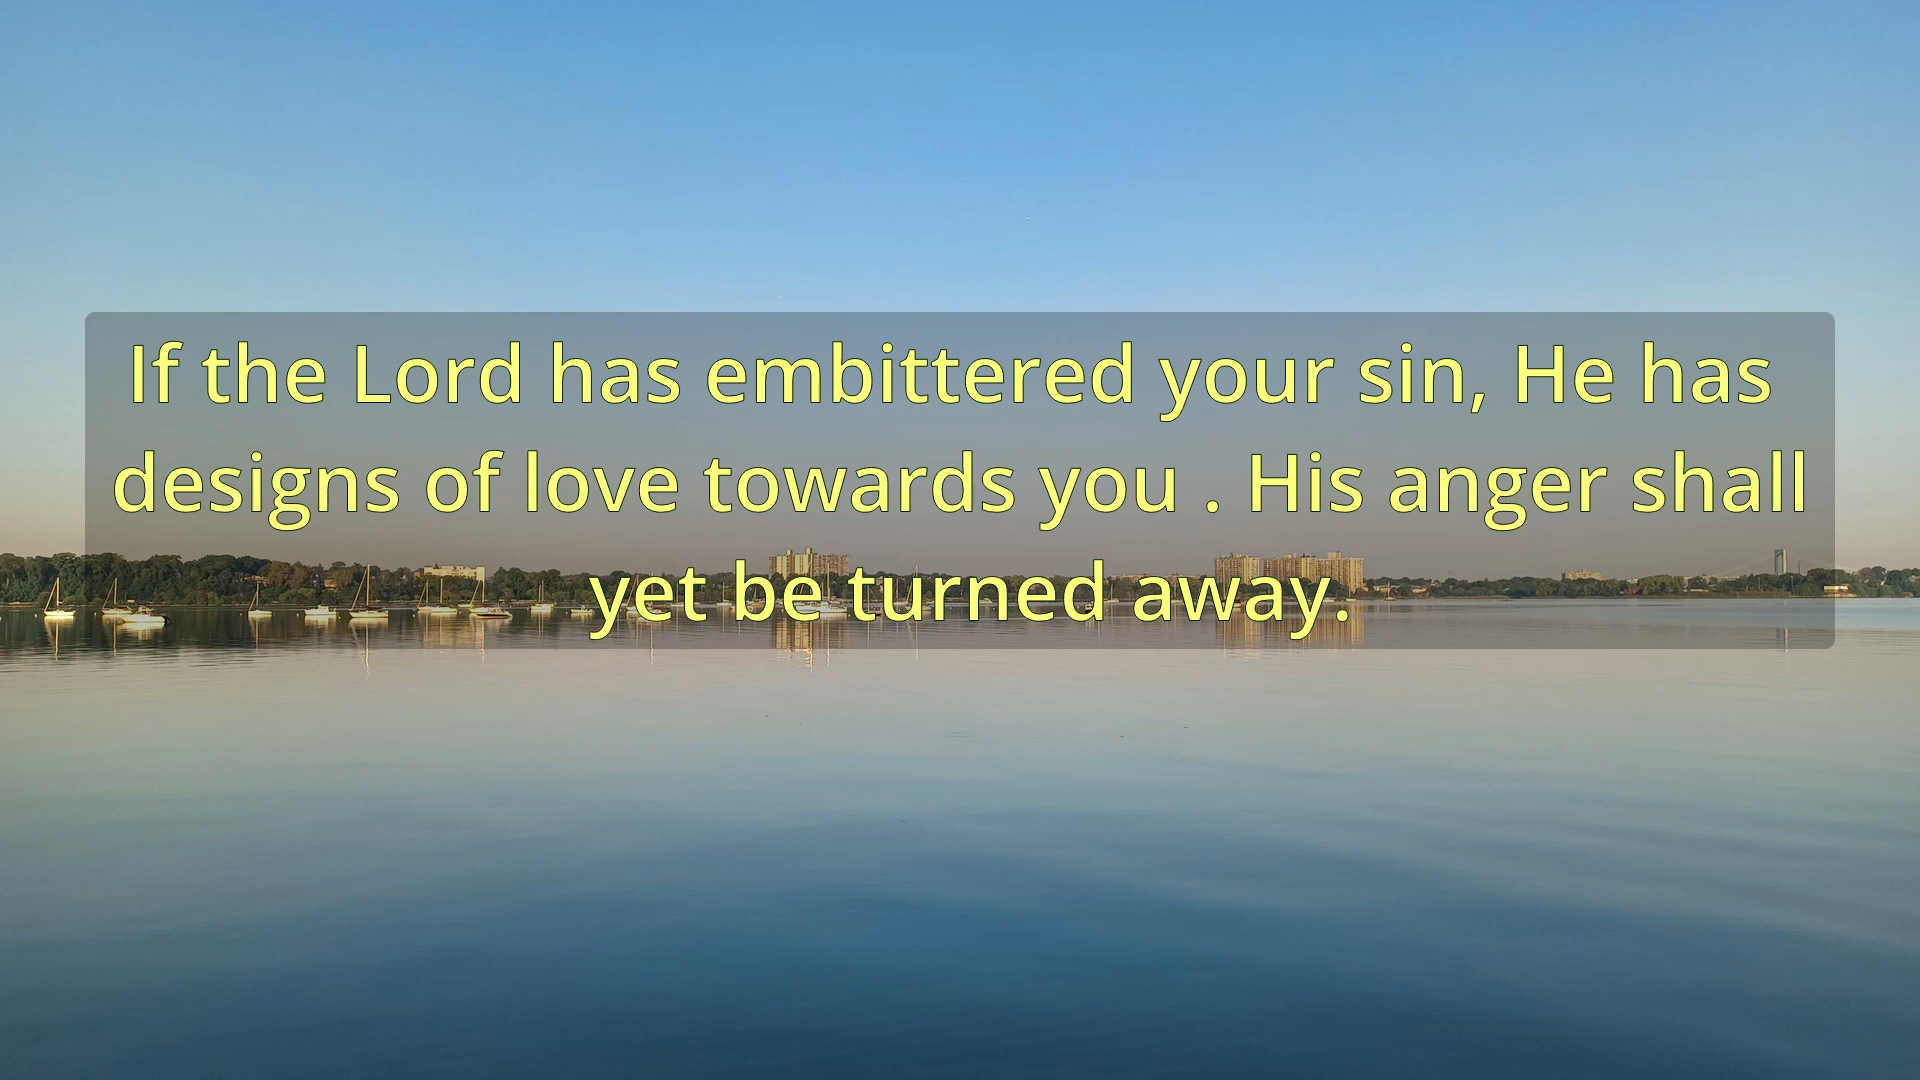 If the Lord has embittered your sin, He has
designs of love towards you . His anger shall
yet be turned away.